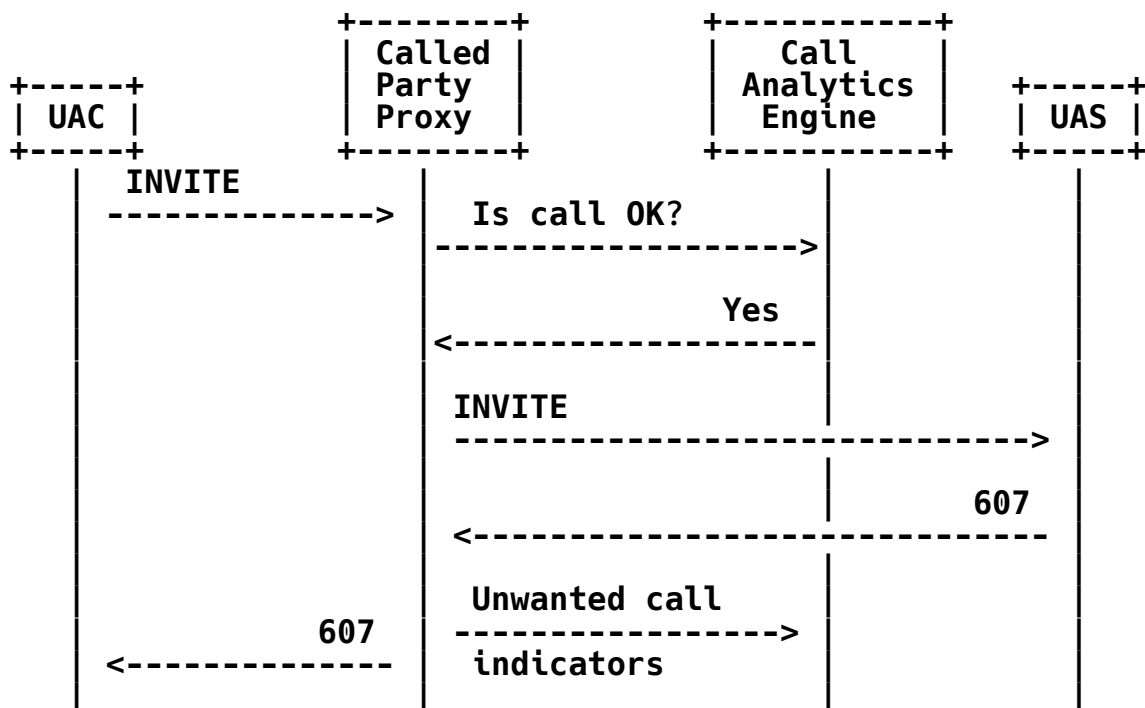 +--------+ +-----------+
| Called | | Call |
+-----+ | Party | | Analytics | +-----+
| UAC | | Proxy | | Engine | | UAS |
+-----+ +--------+ +-----------+ +-----+
INVITE
--------------> Is call OK?
------------------->
Yes
<-------------------
INVITE
------------------------------>
607
<------------------------------
Unwanted call
607 ----------------->
<-------------- indicators